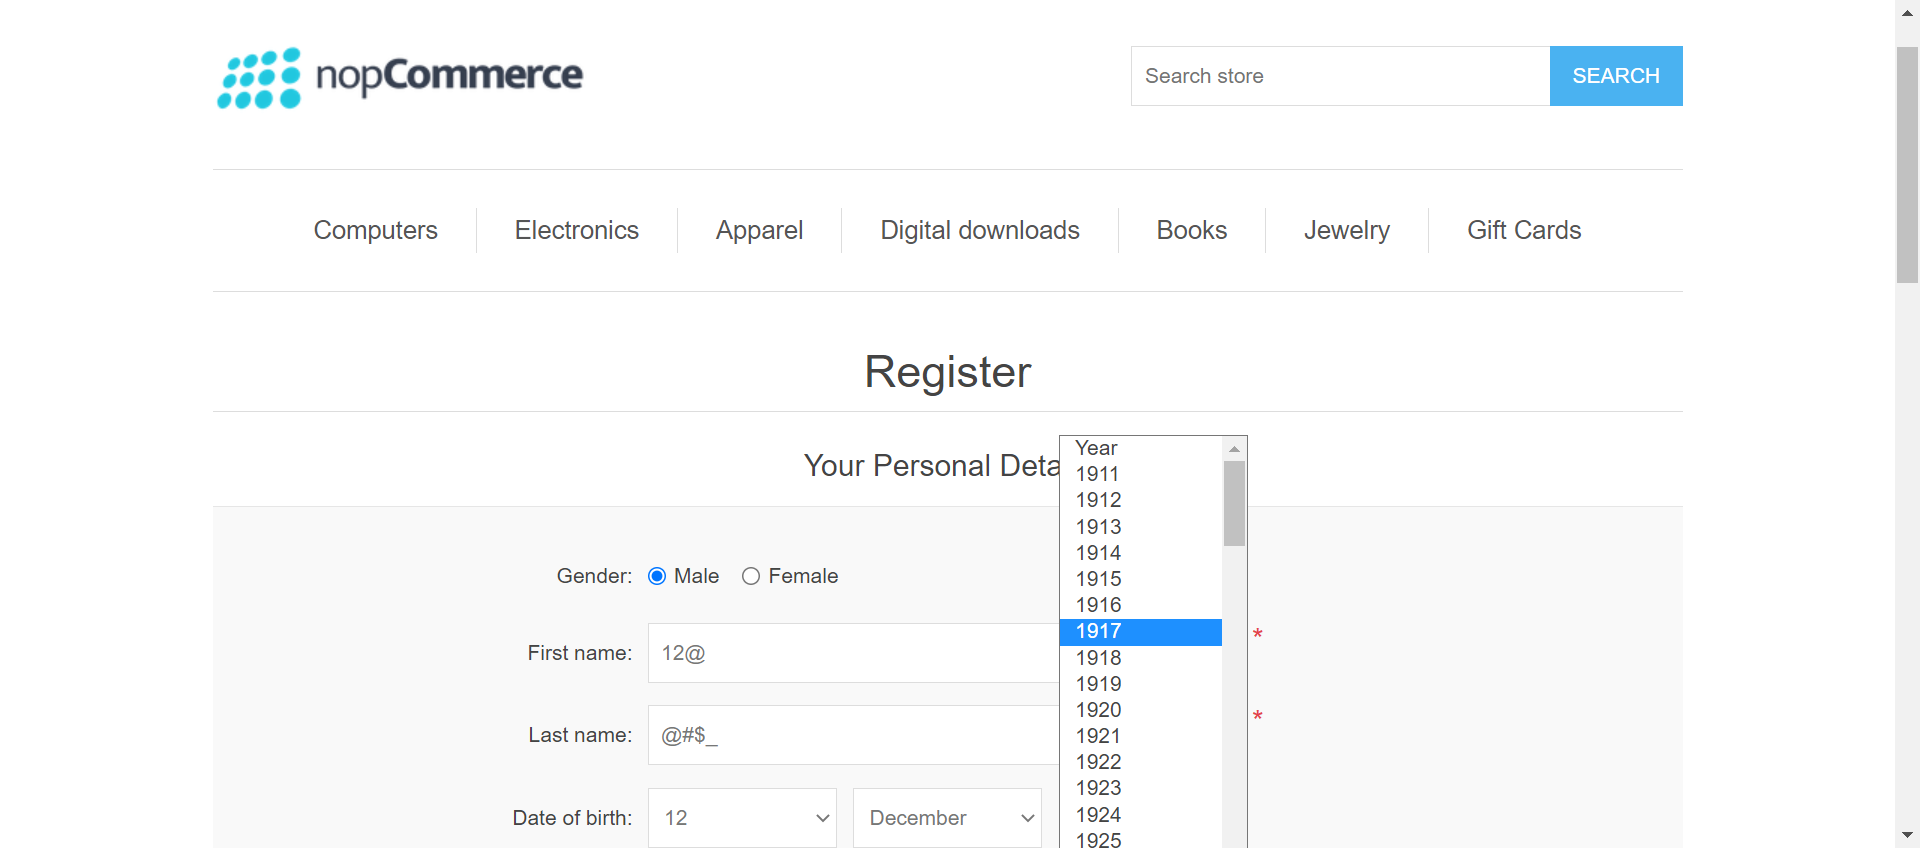 nopCommerce
Search store
SEARCH
Computers
Electronics
Apparel
Digital downloads
Books
Jewelry
Gift Cards
Register
Your Personal Deta
Gender:
Male
Female
First name:
12@
*
Last name:
@#$_
*
Date of birth:
12
December
Year
1911
1912
1913
1914
1915
1916
1917
1918
1919
1920
1921
1922
1923
1924
1925